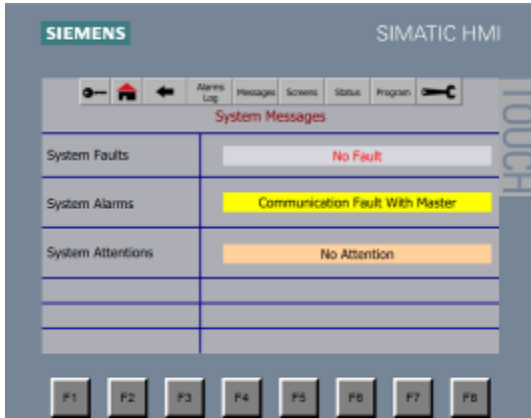 SIEMENS
SIMATIC HMI
TOUCH
Alarms Log
Messages
Screens
Status
Program
System Messages
System Faults
No Fault
System Alarms
Communication Fault With Master
System Attentions
No Attention
F1
F2
F3
F4
F5
F6
F7
F8